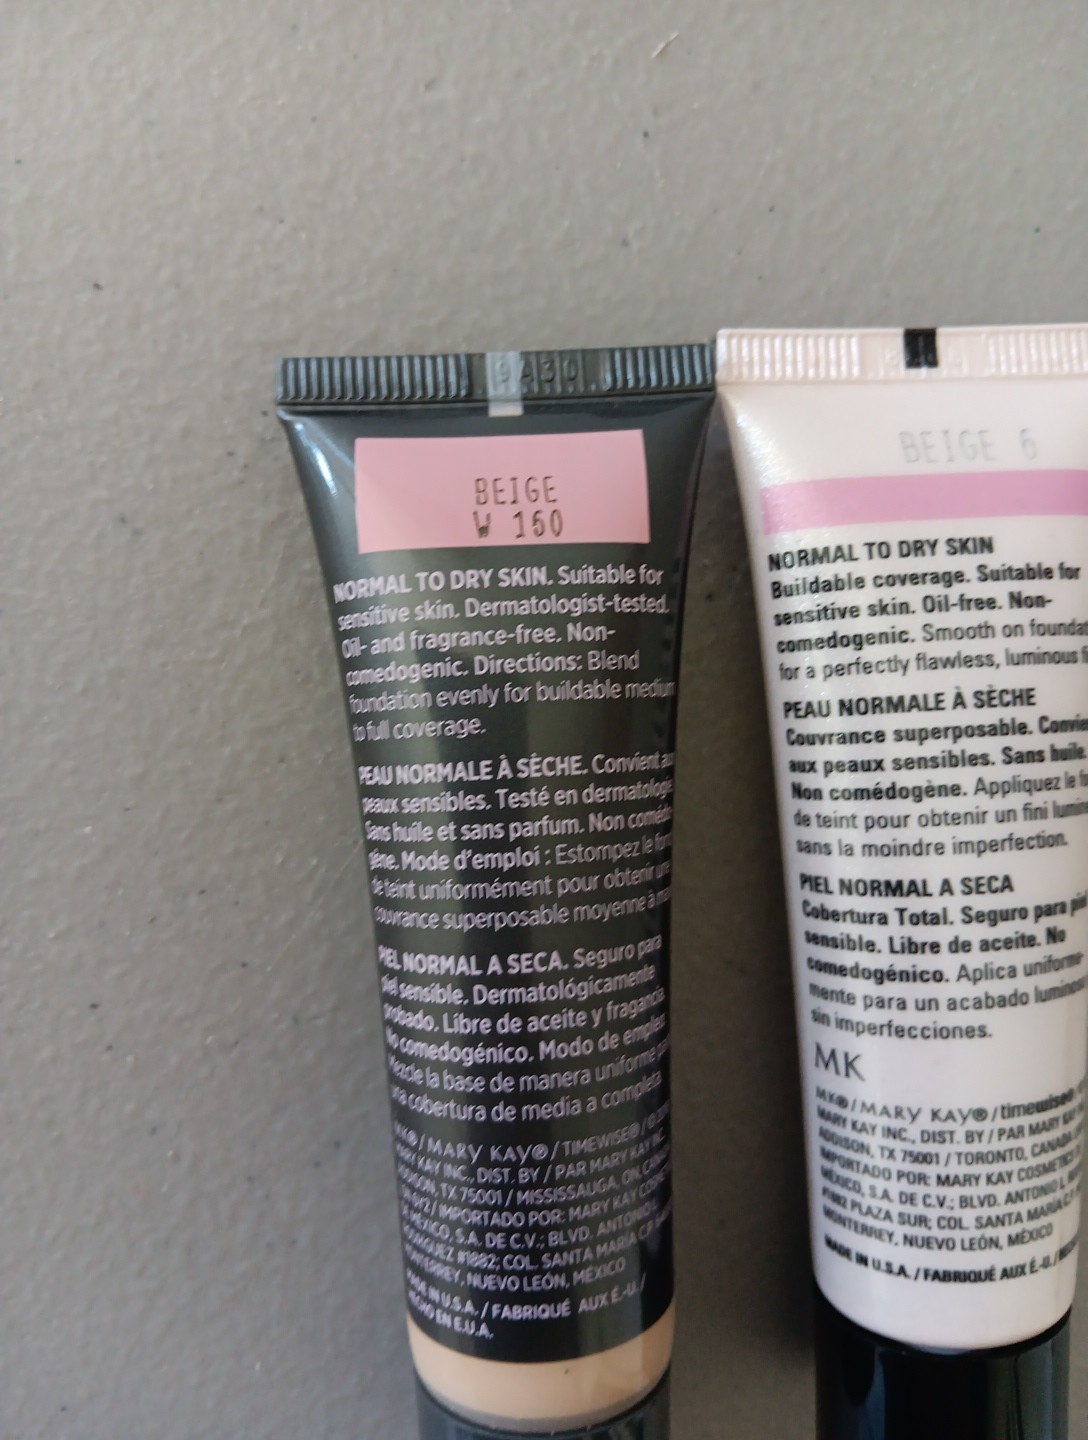 9A30
BEIGE
W 160
NORMAL TO DRY SKIN. Suitable for
sensitive skin. Dermatologist-tested.
Oil- and fragrance-free. Non-
comedogenic. Directions: Blend
foundation evenly for buildable medium
to full coverage.
PEAU NORMALE À SÈCHE. Convient
peaux sensibles. Testé en dermatologie
Sans huile et sans parfum. Non
Mode d'emploi : Estompez le
de teint uniformément pour obtenir une
couvrance superposable moyenne à
PIEL NORMAL A SECA. Seguro para
piel sensible. Dermatológicamente
probado. Libre de aceite y fragancia.
No comedogénico. Modo de empleo:
Mezcle la base de manera uniforme
una cobertura de media a completa.
MK® / MARY KAY® / TIMEWISE® /
MARY KAY INC., DIST. BY / PAR MARY KAY INC.
ADDISON, TX 75001 / MISSISSAUGA, ON, CANADA
IMPORTADO POR: MARY KAY COSMETICS
DE MÉXICO, S.A. DE C.V.; BLVD. ANTONIO L.
RODRÍGUEZ #1882; COL. SANTA MARÍA C.P.
MONTERREY, NUEVO LEÓN, MÉXICO
MADE IN U.S.A. / FABRIQUÉ AUX É.-U. /
HECHO EN E.U.A.
BEIGE 6
NORMAL TO DRY SKIN
Buildable coverage. Suitable for
sensitive skin. Oil-free. Non-
comedogenic. Smooth on
for a perfectly flawless, luminous
PEAU NORMALE À SÈCHE
Couvrance superposable.
aux peaux sensibles. Sans huile.
Non comédogène. Appliquez le
de teint pour obtenir un fini
sans la moindre imperfection.
PIEL NORMAL A SECA
Cobertura Total. Seguro para piel
sensible. Libre de aceite. No
comedogénico. Aplica uniforme-
mente para un acabado
sin imperfecciones.
MK
MK® / MARY KAY® / timewise®
MARY KAY INC., DIST. BY / PAR MARY KAY
ADDISON, TX 75001 / TORONTO, CANADA
IMPORTADO POR: MARY KAY COSMETICS
MÉXICO, S.A. DE C.V.; BLVD. ANTONIO L.
#1882 PLAZA SUR; COL. SANTA MARÍA C.P.
MONTERREY, NUEVO LEÓN, MÉXICO
MADE IN U.S.A. / FABRIQUÉ AUX É.-U. /